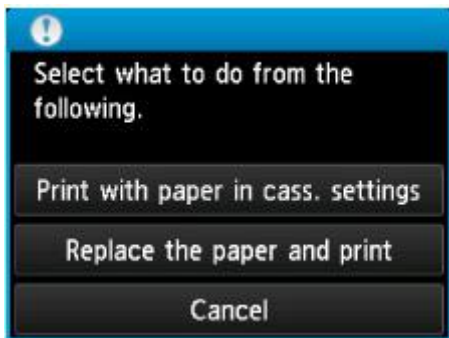 Select what to do from the
following.
Print with paper in cass. settings
Replace the paper and print
Cancel